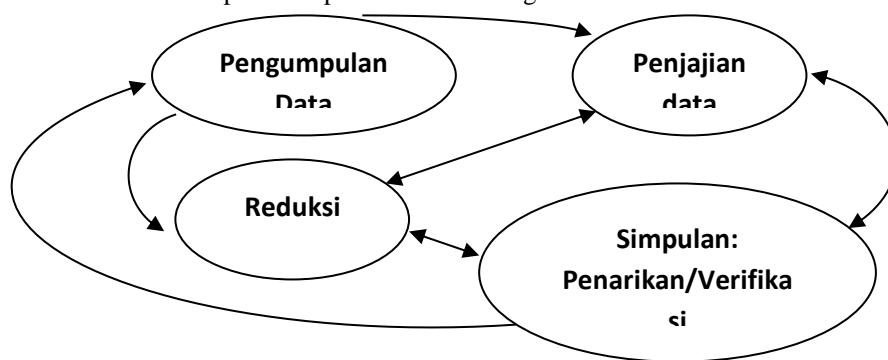 Pengumpulan
Data
Penjajian
data
Reduksi
Simpulan:
Penarikan/Verifika
si